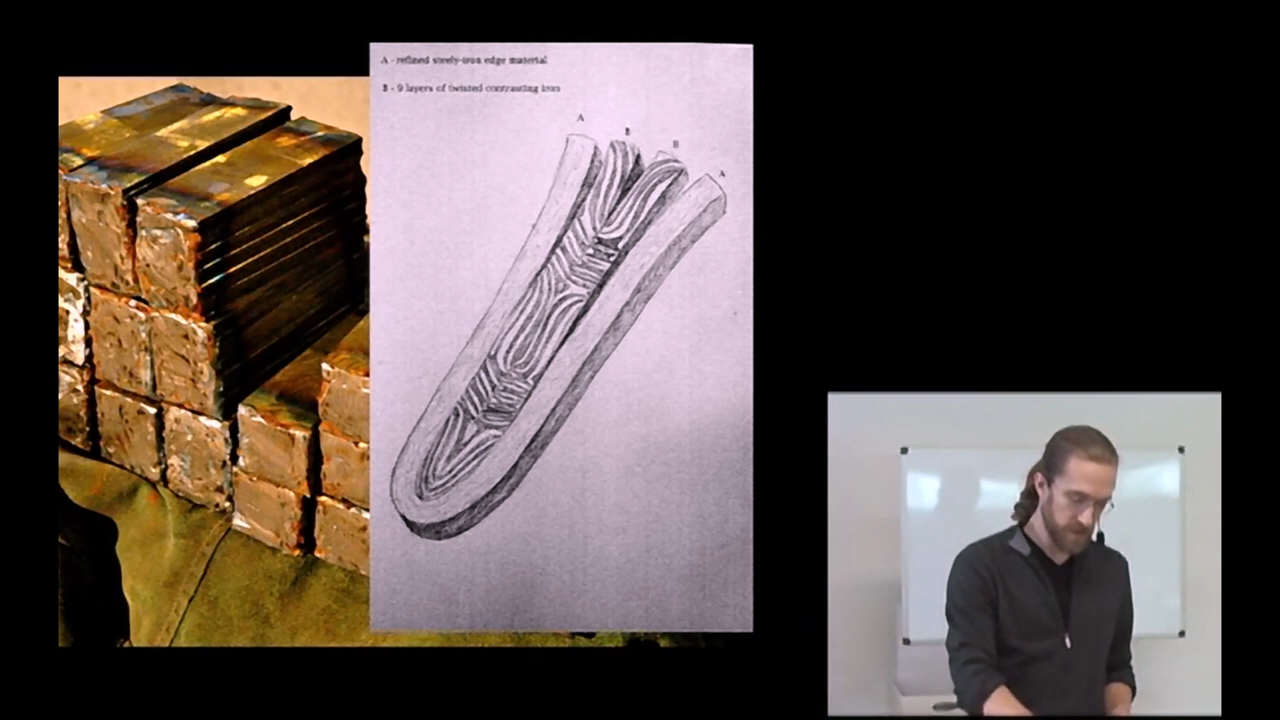 A - refined steely-iron edge material
B - 9 layers of twisted contrasting iron
A
B
B
A